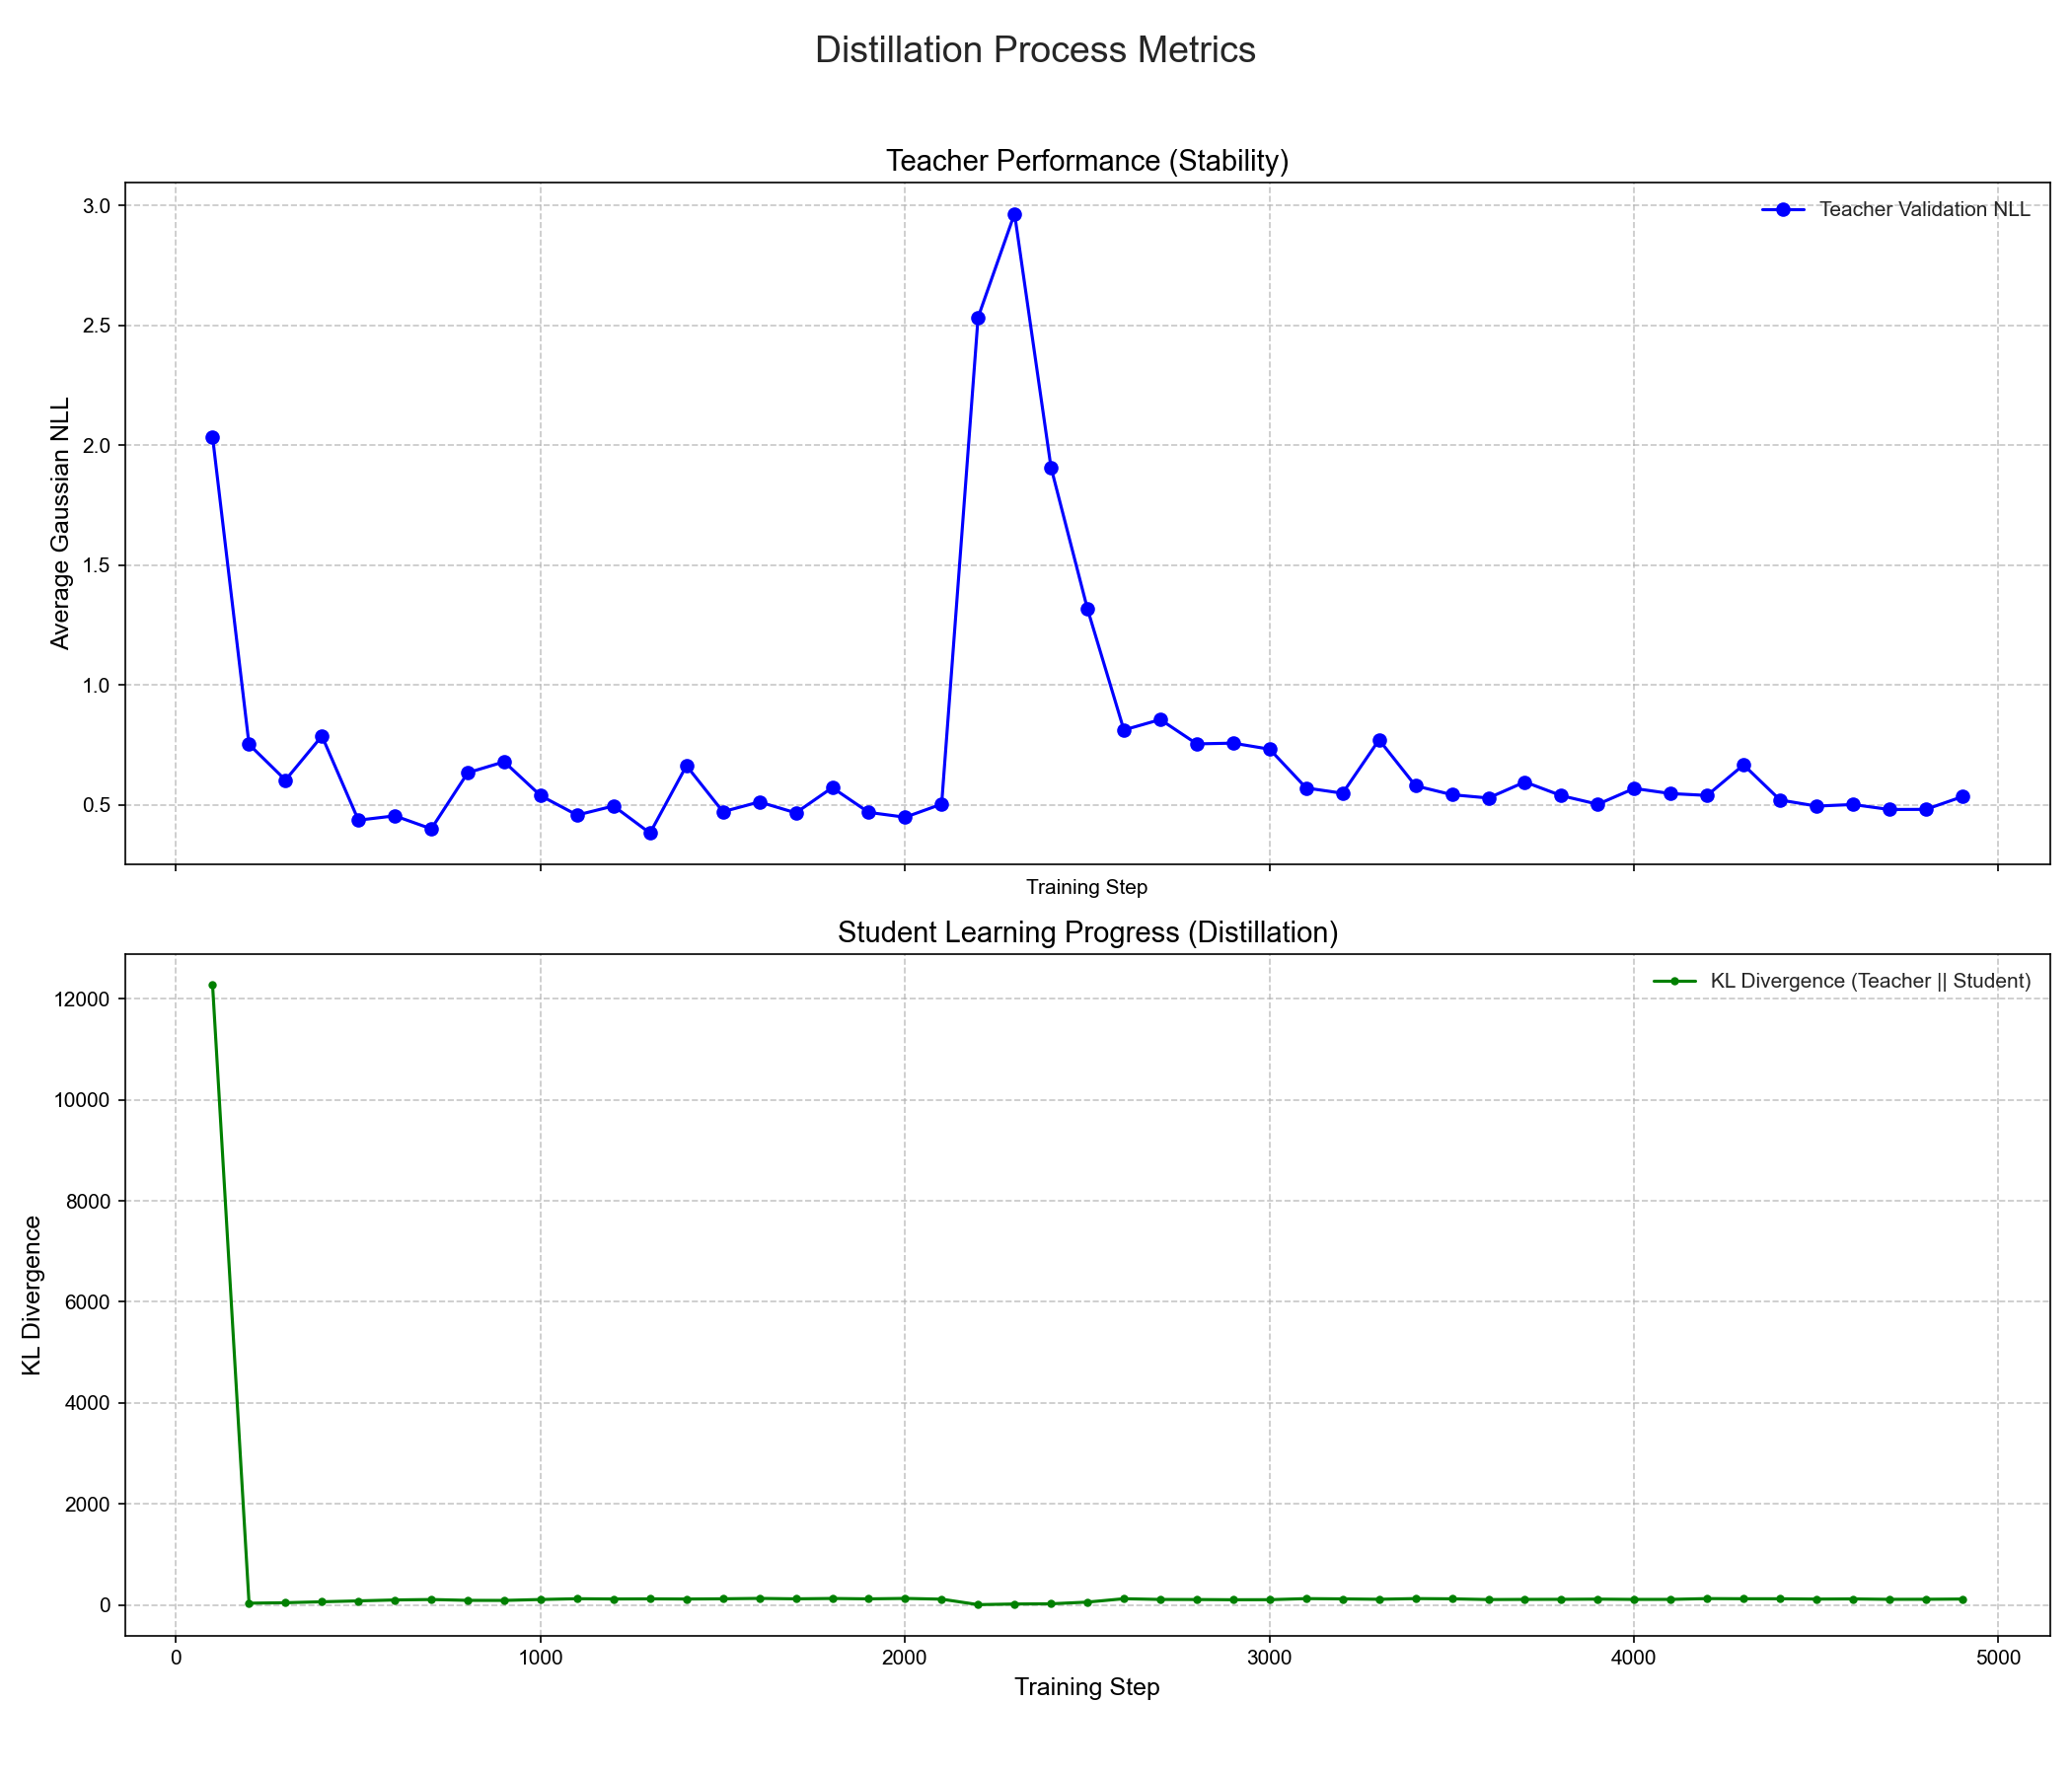 Distillation Process Metrics
Teacher Performance (Stability)
3.0
2.5
2.0
1.5
1.0
0.5
Average Gaussian NLL
Teacher Validation NLL
Training Step
Student Learning Progress (Distillation)
12000
10000
8000
6000
4000
2000
0
KL Divergence
KL Divergence (Teacher || Student)
0 1000 2000 3000 4000 5000
Training Step